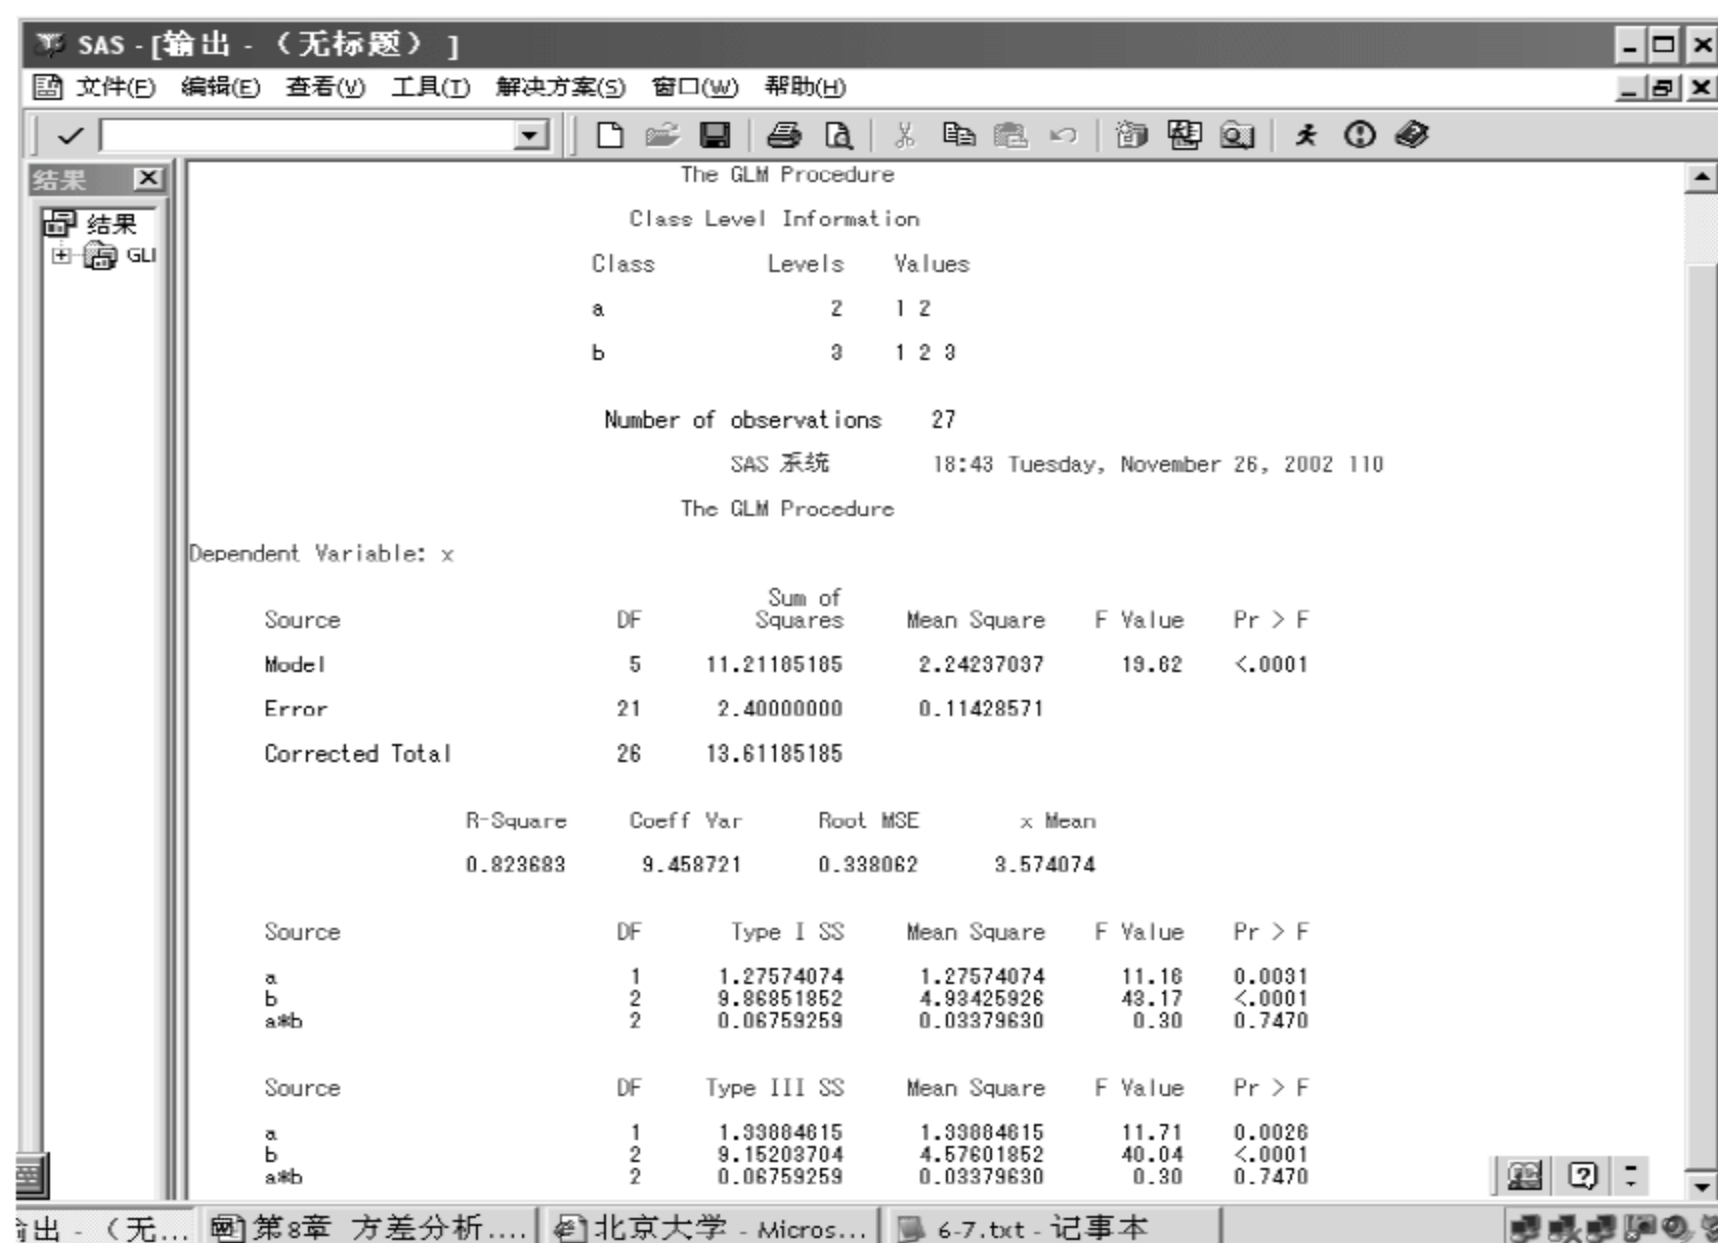 SAS - [输出 - （无标题） ]
文件(F) 编辑(E) 查看(V) 工具(T) 解决方案(S) 窗口(W) 帮助(H)
结果
结果
GLI
The GLM Procedure
Class Level Information
Class Levels Values
a 2 1 2
b 3 1 2 3
Number of observations 27
SAS 系统 18:43 Tuesday, November 26, 2002 110
The GLM Procedure
Dependent Variable: x
Sum of
Source DF Squares Mean Square F Value Pr > F
Model 5 11.21185185 2.24237037 19.62 <.0001
Error 21 2.40000000 0.11428571
Corrected Total 26 13.61185185
R-Square Coeff Var Root MSE x Mean
0.823683 9.458721 0.338062 3.574074
Source DF Type I SS Mean Square F Value Pr > F
a 1 1.27574074 1.27574074 11.16 0.0031
b 2 9.86851852 4.93425926 43.17 <.0001
a*b 2 0.06759259 0.03379630 0.30 0.7470
Source DF Type III SS Mean Square F Value Pr > F
a 1 1.33884615 1.33884615 11.71 0.0026
b 2 9.15203704 4.57601852 40.04 <.0001
a*b 2 0.06759259 0.03379630 0.30 0.7470
出 - （无... 第8章 方差分析.... 北京大学 - Micros... 6-7.txt - 记事本